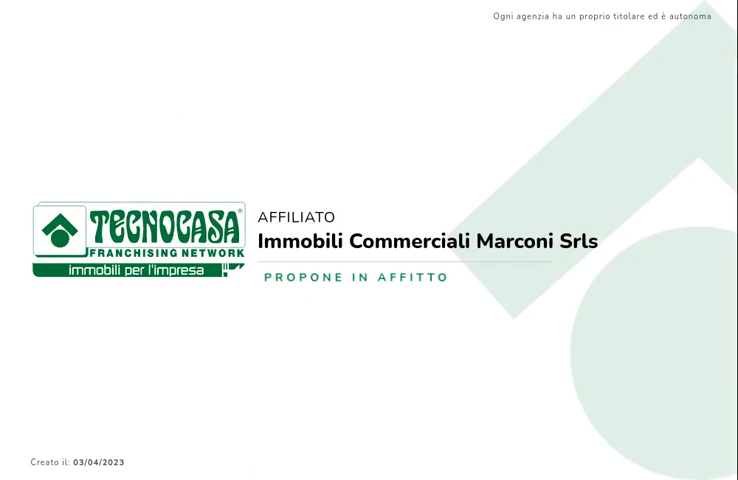 Ogni agenzia ha un proprio titolare ed è autonoma
TECNOCASA®
FRANCHISING NETWORK
immobili per l'impresa
AFFILIATO
Immobili Commerciali Marconi Srls
PROPONE IN AFFITTO
Creato il: 03/04/2023